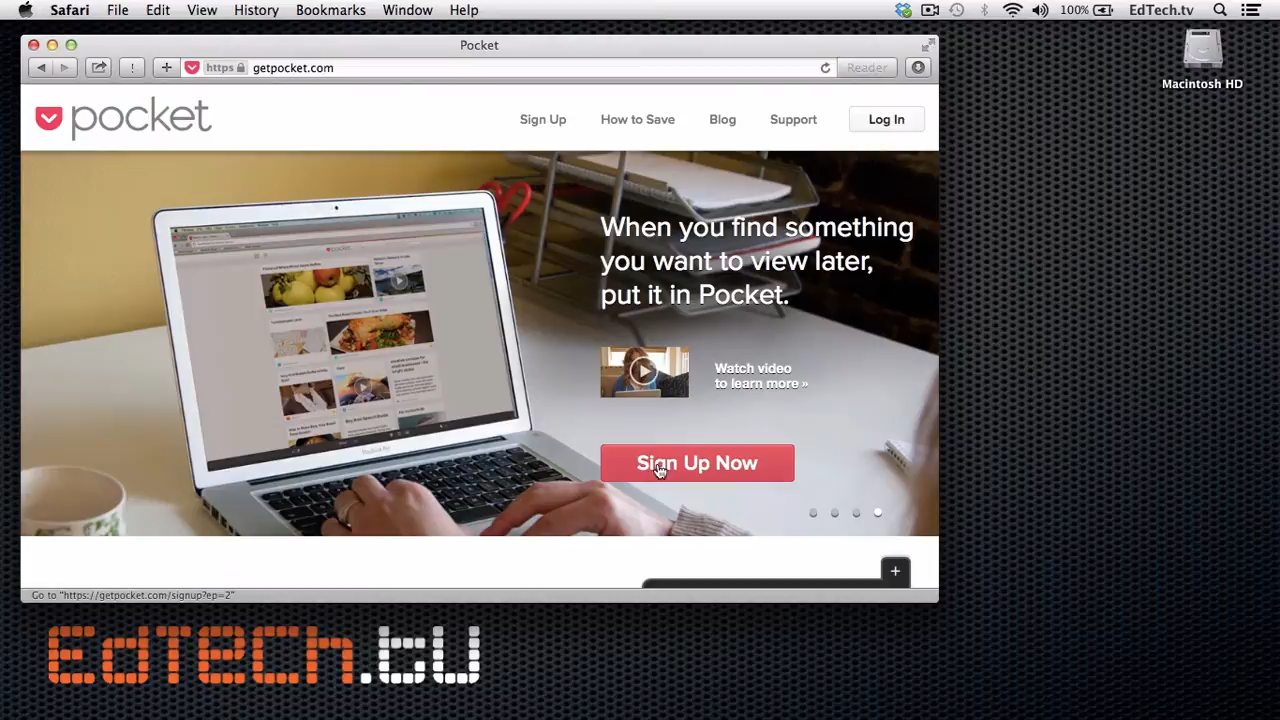 Safari File Edit View History Bookmarks Window Help 100% EdTech.tv
Macintosh HD
Pocket
https getpocket.com Reader
pocket
Sign Up How to Save Blog Support Log In
When you find something
you want to view later,
put it in Pocket.
Watch video
to learn more »
Sign Up Now
+
Go to "https://getpocket.com/signup?ep=2"
EdTech.tv